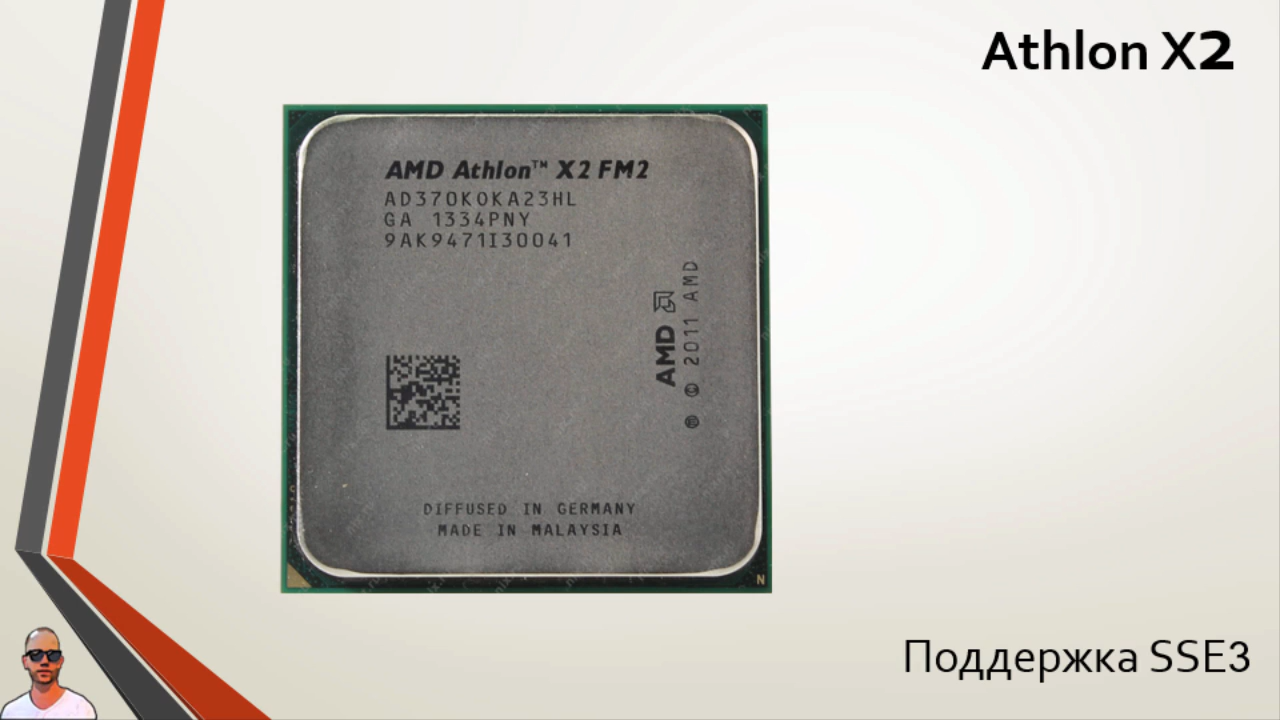 Athlon X2
AMD Athlon™ X2 FM2
AD370KOKA23HL
GA 1334PNY
9AK9471I30041
AMD
® © 2011 AMD
DIFFUSED IN GERMANY
MADE IN MALAYSIA
N
Поддержка SSE3